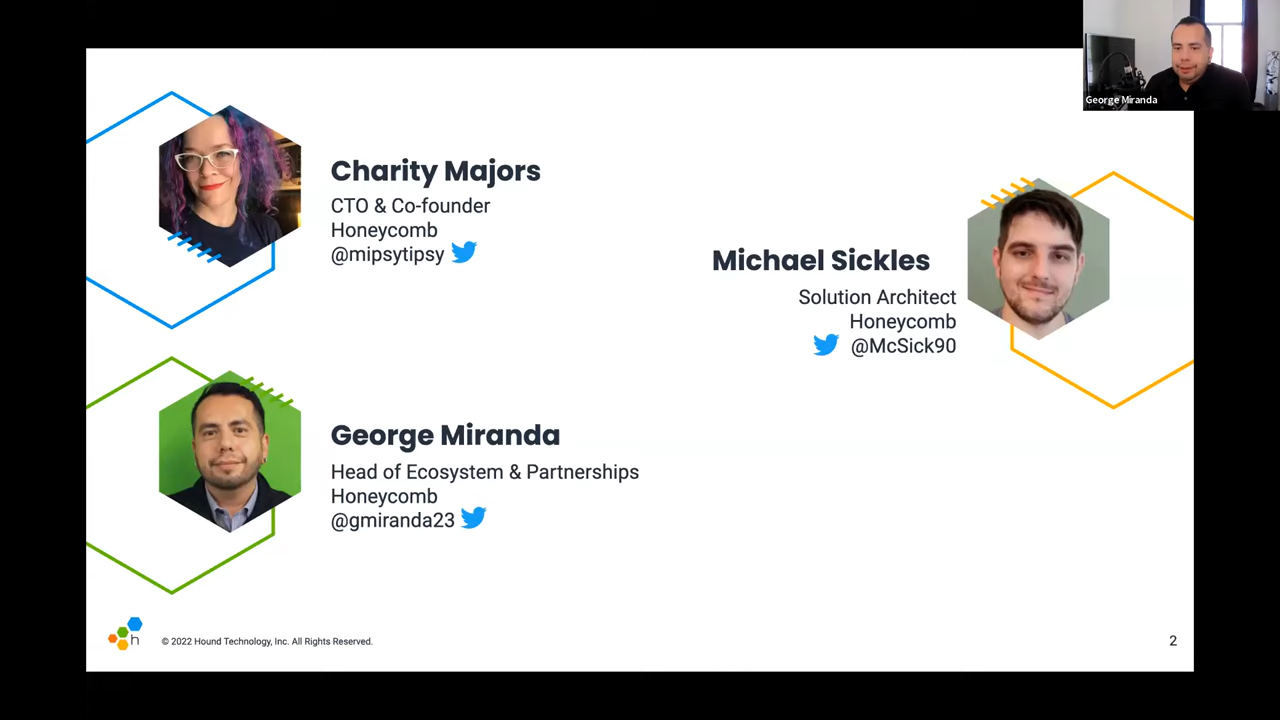 George Miranda
Charity Majors
CTO & Co-founder
Honeycomb
@mipsytipsy
Michael Sickles
Solution Architect
Honeycomb
@McSick90
George Miranda
Head of Ecosystem & Partnerships
Honeycomb
@gmiranda23
h
© 2022 Hound Technology, Inc. All Rights Reserved.
2